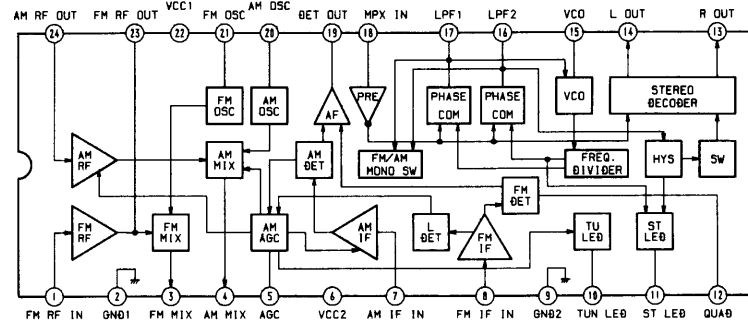 AM RF OUT FM RF OUT VCC1 FM OSC AM OSC DET OUT MPX IN LPF1 LPF2 VCO L OUT R OUT
24 23 22 21 20 19 18 17 16 15 14 13
FM OSC
AM OSC
AF
PRE
PHASE COM
PHASE COM
VCO
STEREO DECODER
AM RF
AM MIX
AM DET
FM/AM MONO SW
FREQ. DIVIDER
HYS
SW
FM RF
FM MIX
AM AGC
AM IF
L DET
FM IF
FM DET
TU LED
ST LED
1 2 3 4 5 6 7 8 9 10 11 12
FM RF IN GND1 FM MIX AM MIX AGC VCC2 AM IF IN FM IF IN GND2 TUN LED ST LED QUAD